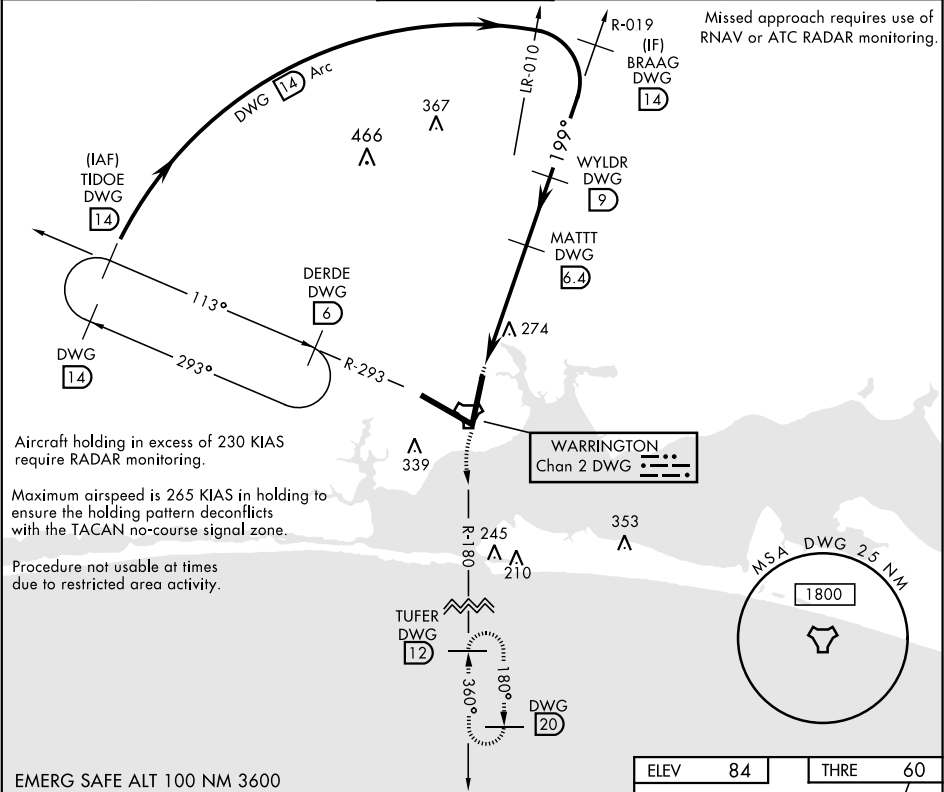 Missed approach requires use of
RNAV or ATC RADAR monitoring.
R-019
(IF)
BRAAG
DWG
14
LR-010
DWG 14 Arc
367
466
199°
WYLDR
DWG
9
(IAF)
TIDOE
DWG
14
MATTT
DWG
6.4
DERDE
DWG
6
113°
274
DWG
14
293°
R-293
WARRINGTON
Chan 2 DWG
Aircraft holding in excess of 230 KIAS
require RADAR monitoring.
339
Maximum airspeed is 265 KIAS in holding to
ensure the holding pattern deconflicts
with the TACAN no-course signal zone.
R-180
245
210
353
Procedure not usable at times
due to restricted area activity.
MSA DWG 25 NM
1800
TUFER
DWG
12
360°
180°
DWG
20
EMERG SAFE ALT 100 NM 3600
ELEV 84
THRE 60